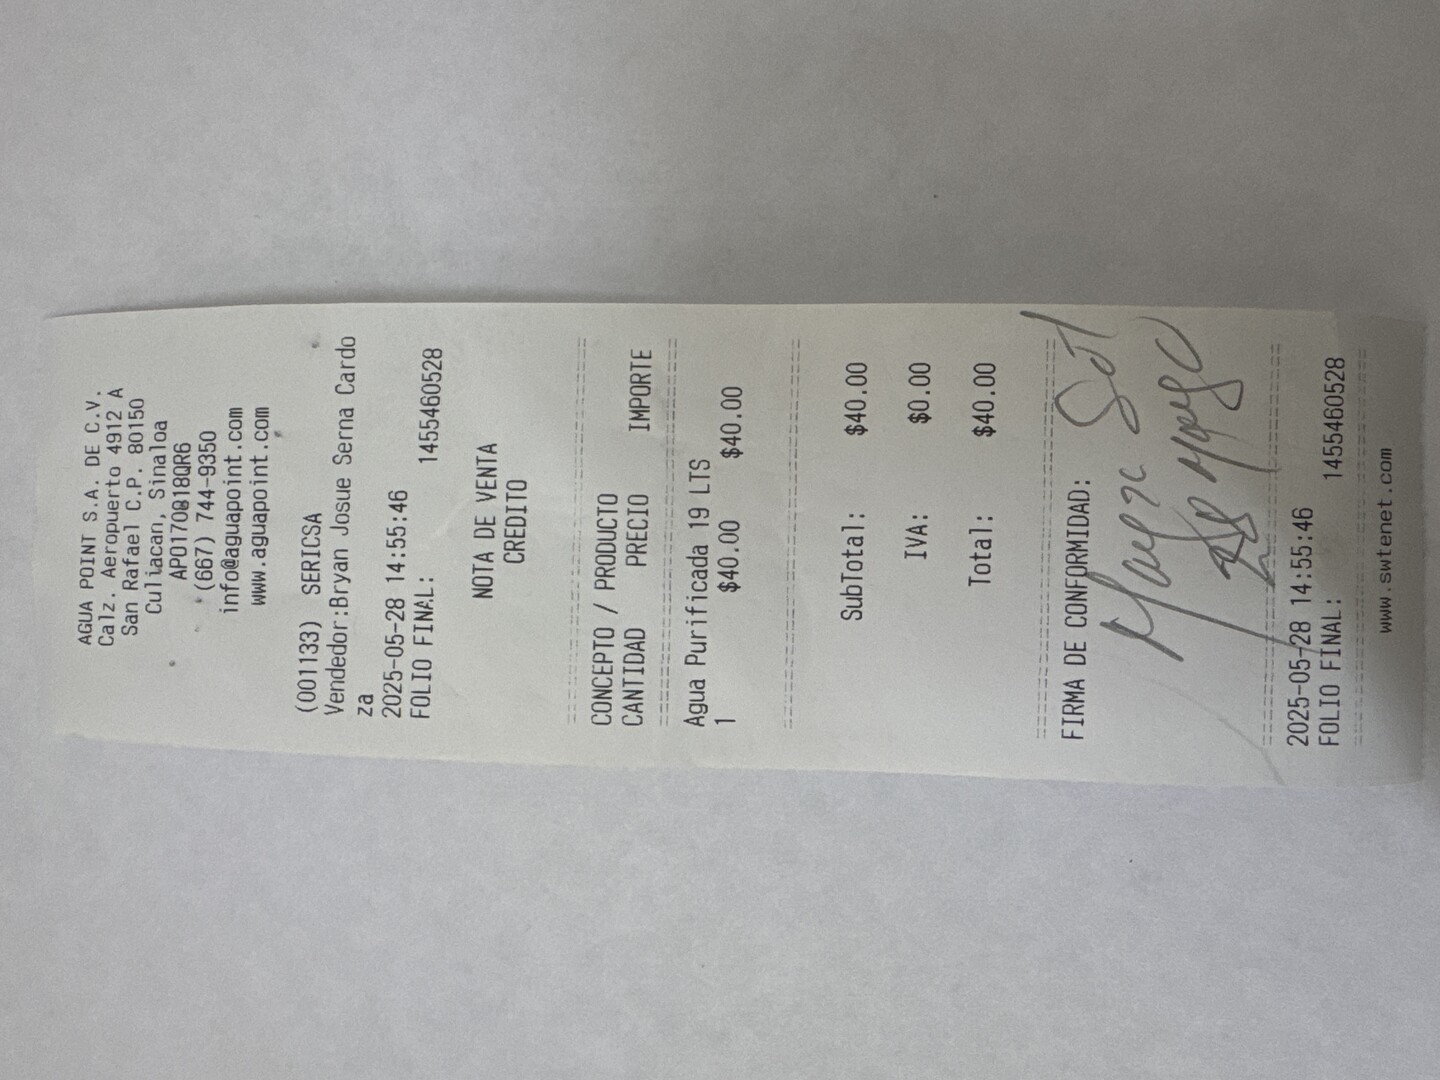 AGUA POINT S.A. DE C.V.
Calz. Aeropuerto 4912 A
San Rafael C.P. 80150
Culiacan, Sinaloa
APO170818QR6
(667) 744-9350
info@aguapoint.com
www.aguapoint.com
(001133) SERICSA
Vendedor:Bryan Josue Serna Cardo
za
2025-05-28 14:55:46
FOLIO FINAL: 1455460528
NOTA DE VENTA
CREDITO
CONCEPTO / PRODUCTO
CANTIDAD PRECIO IMPORTE
Agua Purificada 19 LTS
1 $40.00 $40.00
SubTotal: $40.00
IVA: $0.00
Total: $40.00
FIRMA DE CONFORMIDAD:
2025-05-28 14:55:46
FOLIO FINAL: 1455460528
www.swtenet.com